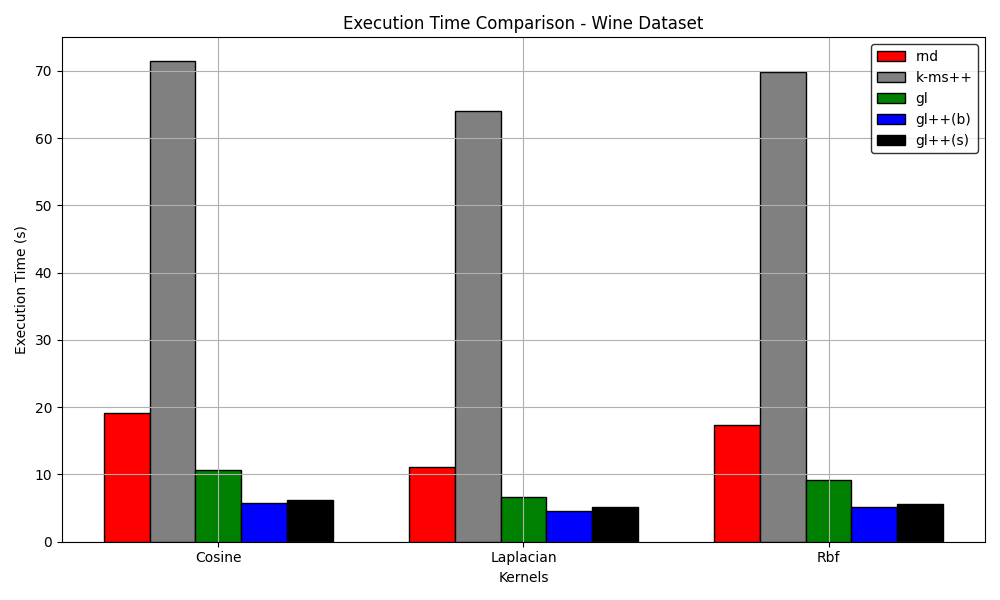 Execution Time Comparison - Wine Dataset
rnd
k-ms++
gl
gl++(b)
gl++(s)
Execution Time (s)
70
60
50
40
30
20
10
0
Cosine
Laplacian
Rbf
Kernels